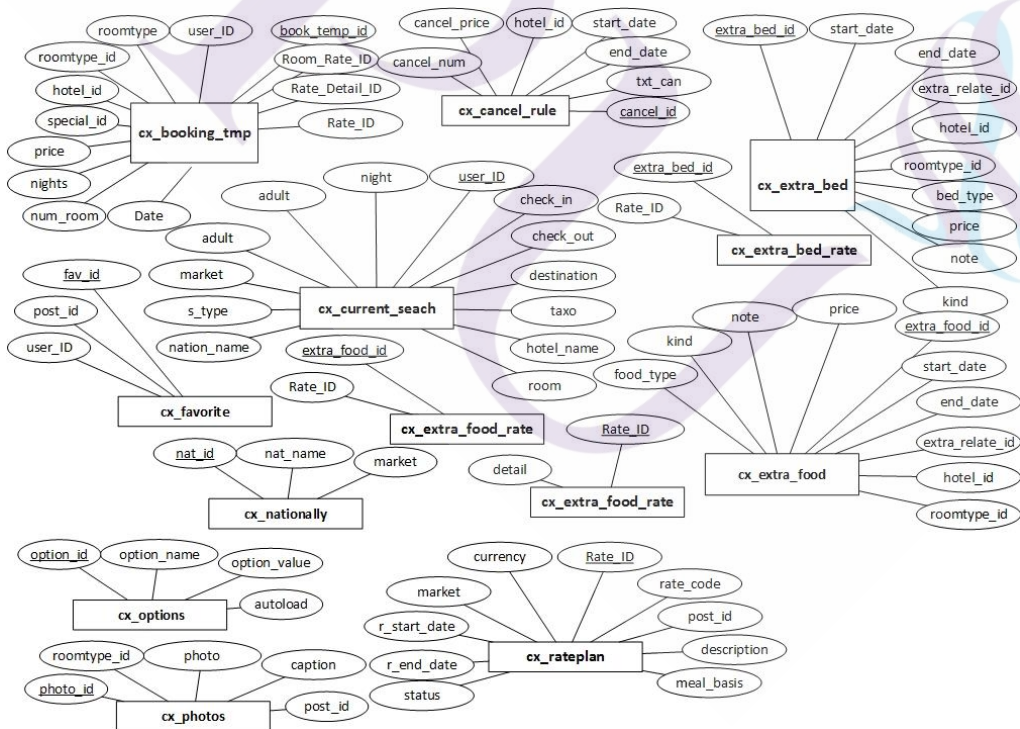 roomtype
user_ID
book_temp_id
roomtype_id
Room_Rate_ID
hotel_id
Rate_Detail_ID
special_id
Rate_ID
cx_booking_tmp
price
nights
num_room
Date
cancel_price
hotel_id
start_date
cancel_num
end_date
txt_can
cx_cancel_rule
cancel_id
extra_bed_id
start_date
end_date
extra_relate_id
hotel_id
roomtype_id
cx_extra_bed
bed_type
price
note
kind
extra_bed_id
Rate_ID
cx_extra_bed_rate
night
user_ID
adult
check_in
adult
check_out
market
destination
s_type
cx_current_seach
taxo
nation_name
hotel_name
room
fav_id
post_id
user_ID
cx_favorite
extra_food_id
Rate_ID
cx_extra_food_rate
note
price
kind
extra_food_id
food_type
start_date
end_date
extra_relate_id
cx_extra_food
hotel_id
roomtype_id
nat_id
nat_name
market
cx_nationally
Rate_ID
detail
cx_extra_food_rate
option_id
option_name
option_value
autoload
cx_options
currency
Rate_ID
market
rate_code
r_start_date
post_id
cx_rateplan
description
r_end_date
meal_basis
status
roomtype_id
photo
caption
photo_id
post_id
cx_photos